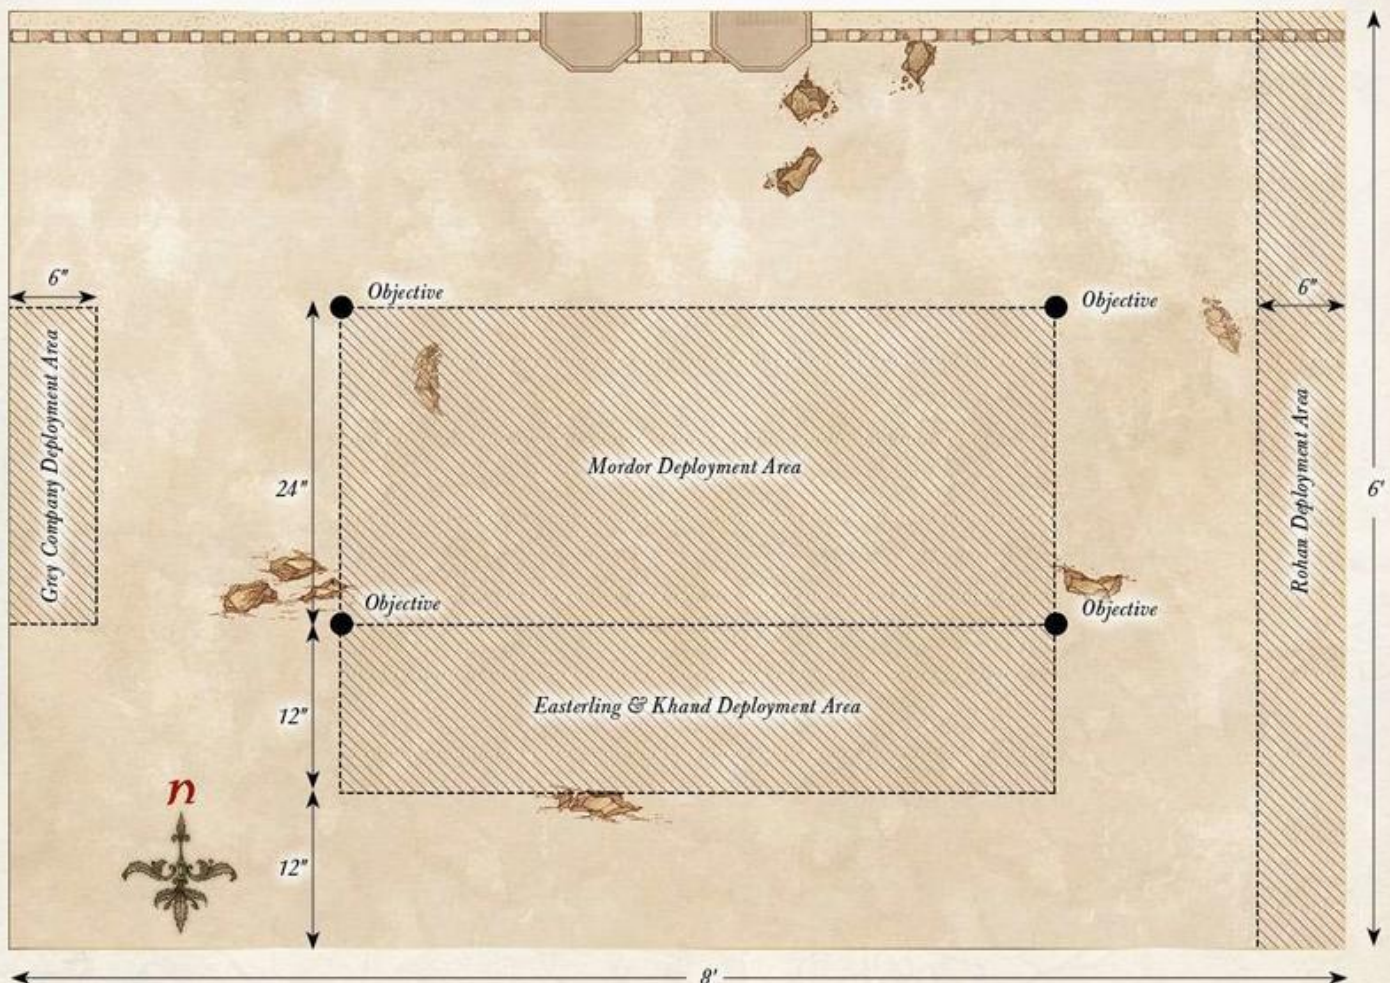 6"
Objective
Objective
6"
Grey Company Deployment Area
Mordor Deployment Area
24"
6'
Rohan Deployment Area
Objective
Objective
Easterling & Khand Deployment Area
12"
n
12"
8'